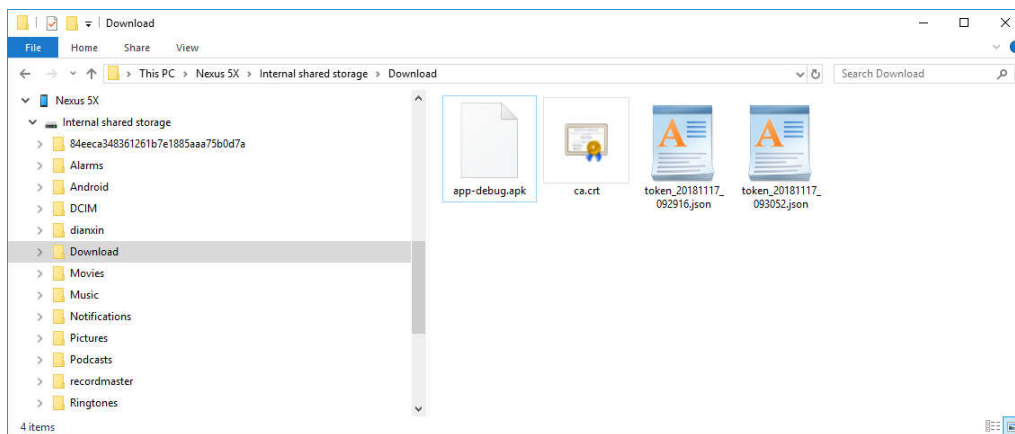 Download
File Home Share View
This PC > Nexus 5X > Internal shared storage > Download
Search Download
Nexus 5X
Internal shared storage
84eeca348361261b7e1885aaa75b0d7a
Alarms
Android
DCIM
dianxin
Download
Movies
Music
Notifications
Pictures
Podcasts
recordmaster
Ringtones
app-debug.apk
ca.crt
token_20181117_
092916.json
token_20181117_
093052.json
4 items